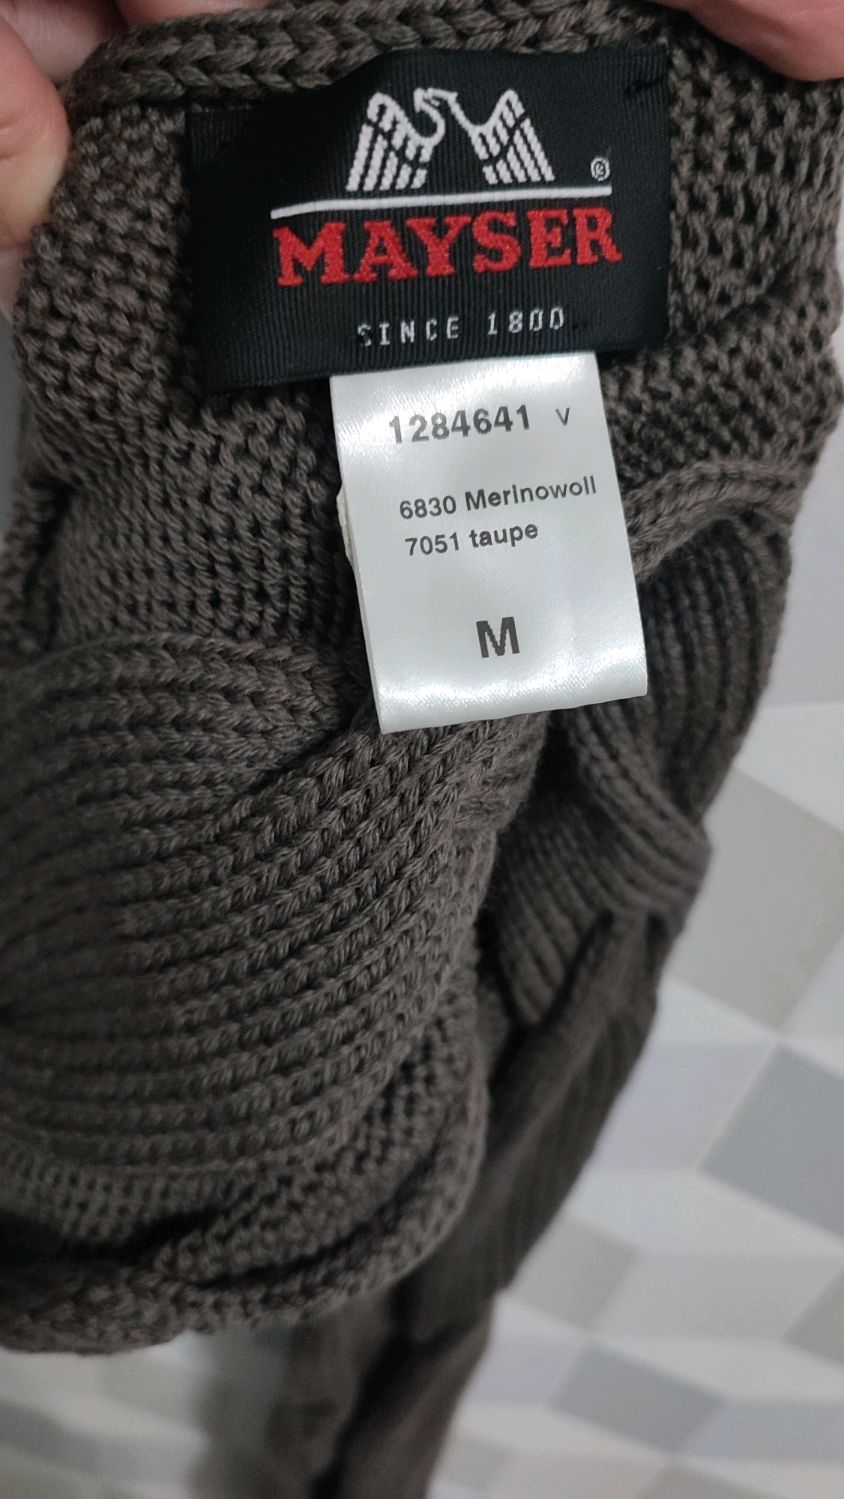 ®
MAYSER
SINCE 1800
1284641 V
6830 Merinowoll
7051 taupe
M